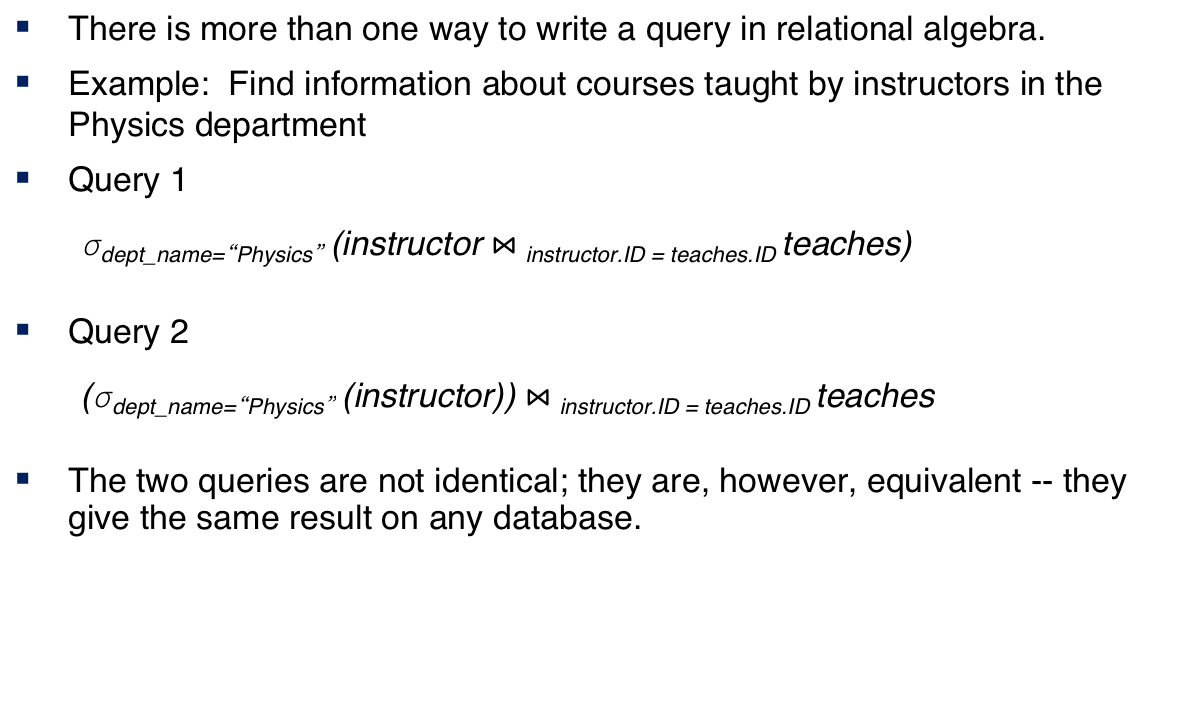 ▪ There is more than one way to write a query in relational algebra.
▪ Example:  Find information about courses taught by instructors in the
Physics department
▪ Query 1
σ dept_name=“Physics” (instructor ⋈ instructor.ID = teaches.ID teaches)
▪ Query 2
(σ dept_name=“Physics” (instructor)) ⋈ instructor.ID = teaches.ID teaches
▪ The two queries are not identical; they are, however, equivalent -- they
give the same result on any database.